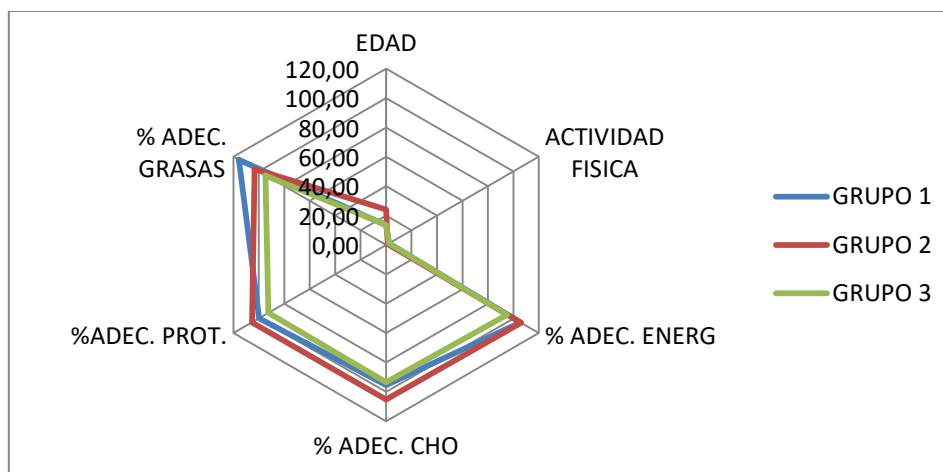 EDAD
120,00
100,00
80,00
60,00
40,00
20,00
0,00
ACTIVIDAD
FISICA
% ADEC. ENERG
% ADEC. CHO
%ADEC. PROT.
% ADEC.
GRASAS
GRUPO 1
GRUPO 2
GRUPO 3